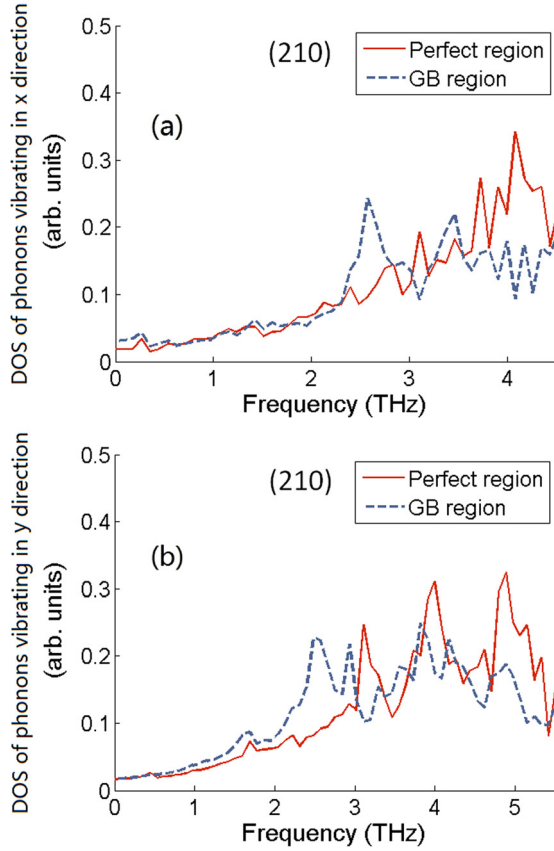 DOS of phonons vibrating in x direction
(arb. units)
0.5
0.4
0.3
0.2
0.1
0
(210)
Perfect region
GB region
(a)
0 1 2 3 4
Frequency (THz)
DOS of phonons vibrating in y direction
(arb. units)
0.5
0.4
0.3
0.2
0.1
0
(210)
Perfect region
GB region
(b)
0 1 2 3 4 5
Frequency (THz)